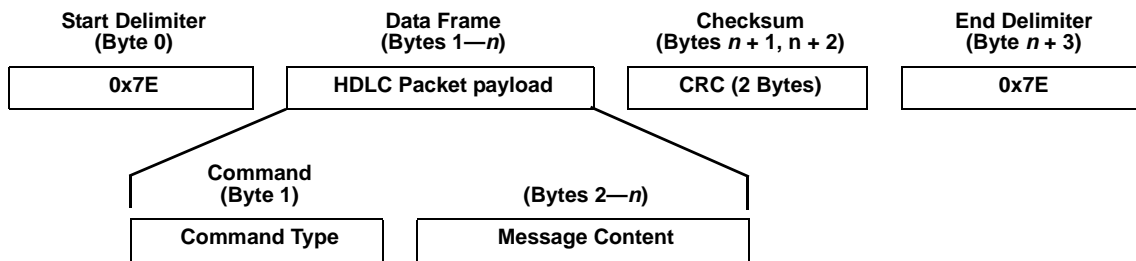 Start Delimiter
(Byte 0)
Data Frame
(Bytes 1—n)
Checksum
(Bytes n + 1, n + 2)
End Delimiter
(Byte n + 3)
0x7E
HDLC Packet payload
CRC (2 Bytes)
0x7E
Command
(Byte 1)
(Bytes 2—n)
Command Type
Message Content